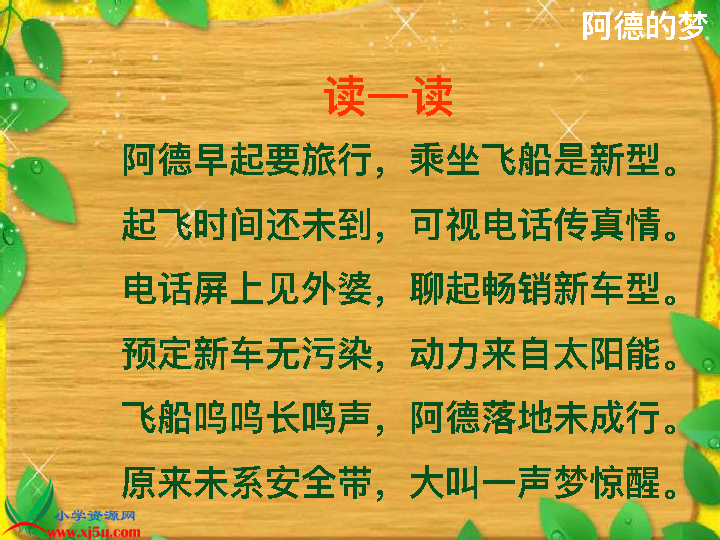 阿德的梦
读一读
阿德早起要旅行，乘坐飞船是新型。
起飞时间还未到，可视电话传真情。
电话屏上见外婆，聊起畅销新车型。
预定新车无污染，动力来自太阳能。
飞船呜呜长鸣声，阿德落地未成行。
原来未系安全带，大叫一声梦惊醒。
小学资源网
www.xj5u.com